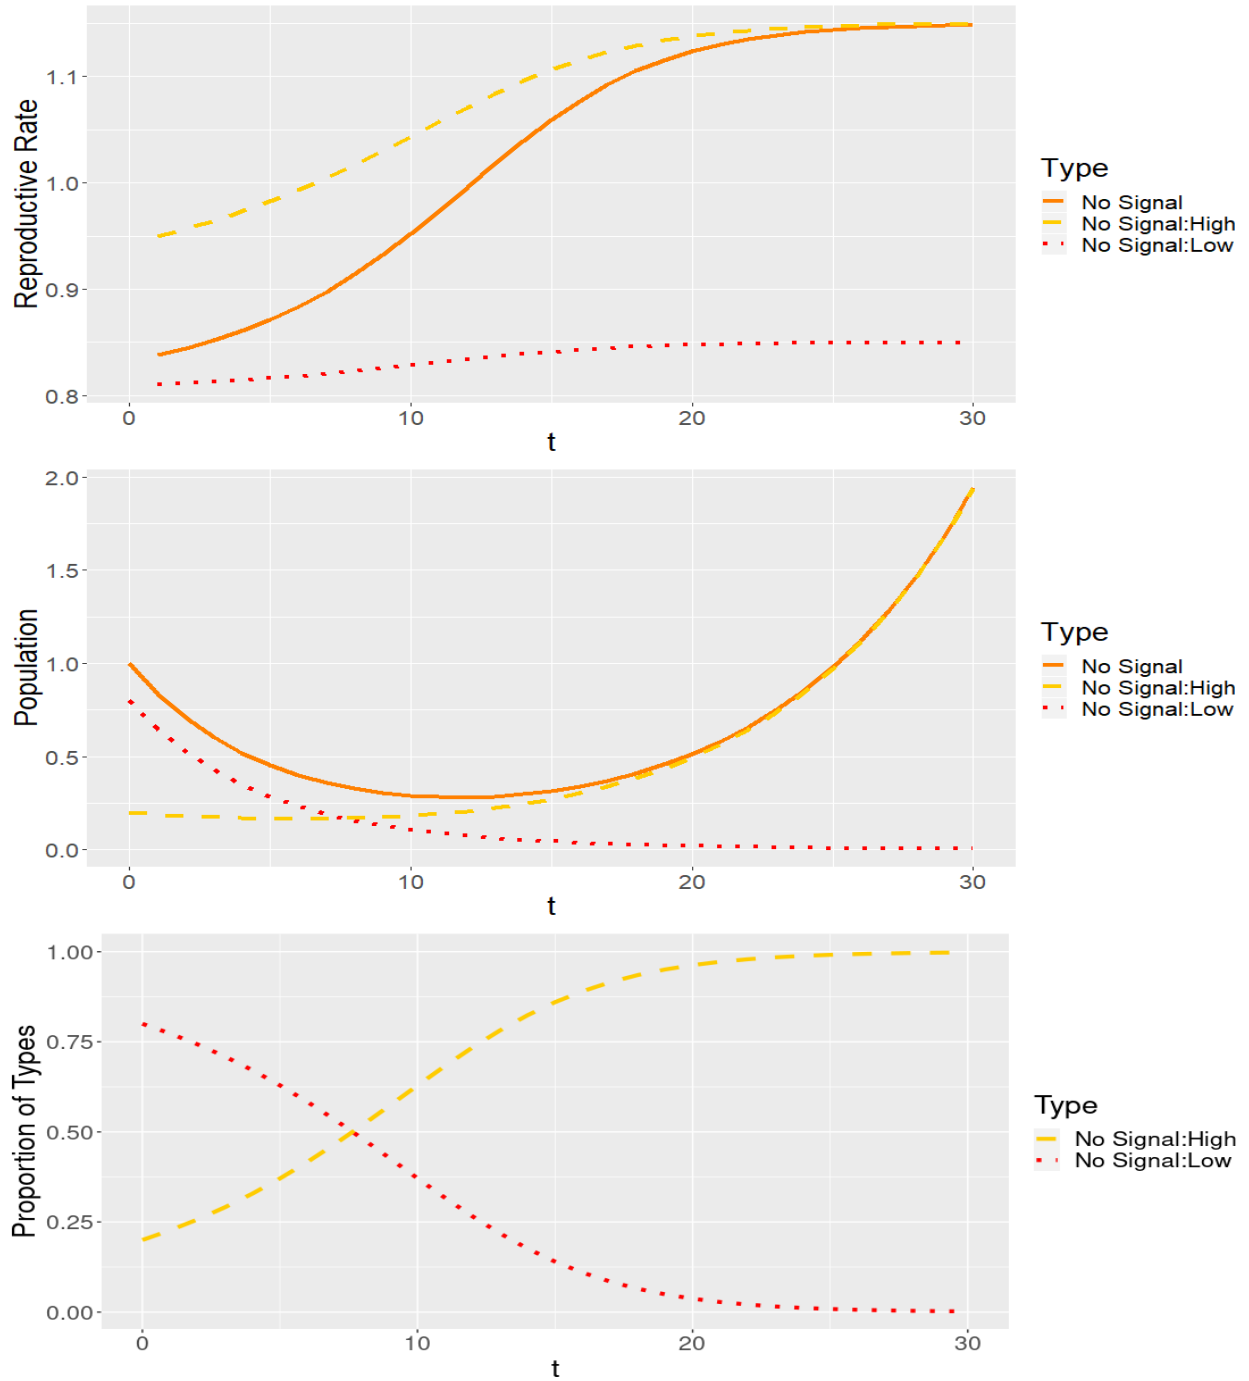 Reproductive Rate
1.1
1.0
0.9
0.8
0 10 20 30
t
Type
No Signal
No Signal:High
No Signal:Low
Population
2.0
1.5
1.0
0.5
0.0
0 10 20 30
t
Type
No Signal
No Signal:High
No Signal:Low
Proportion of Types
1.00
0.75
0.50
0.25
0.00
0 10 20 30
t
Type
No Signal:High
No Signal:Low